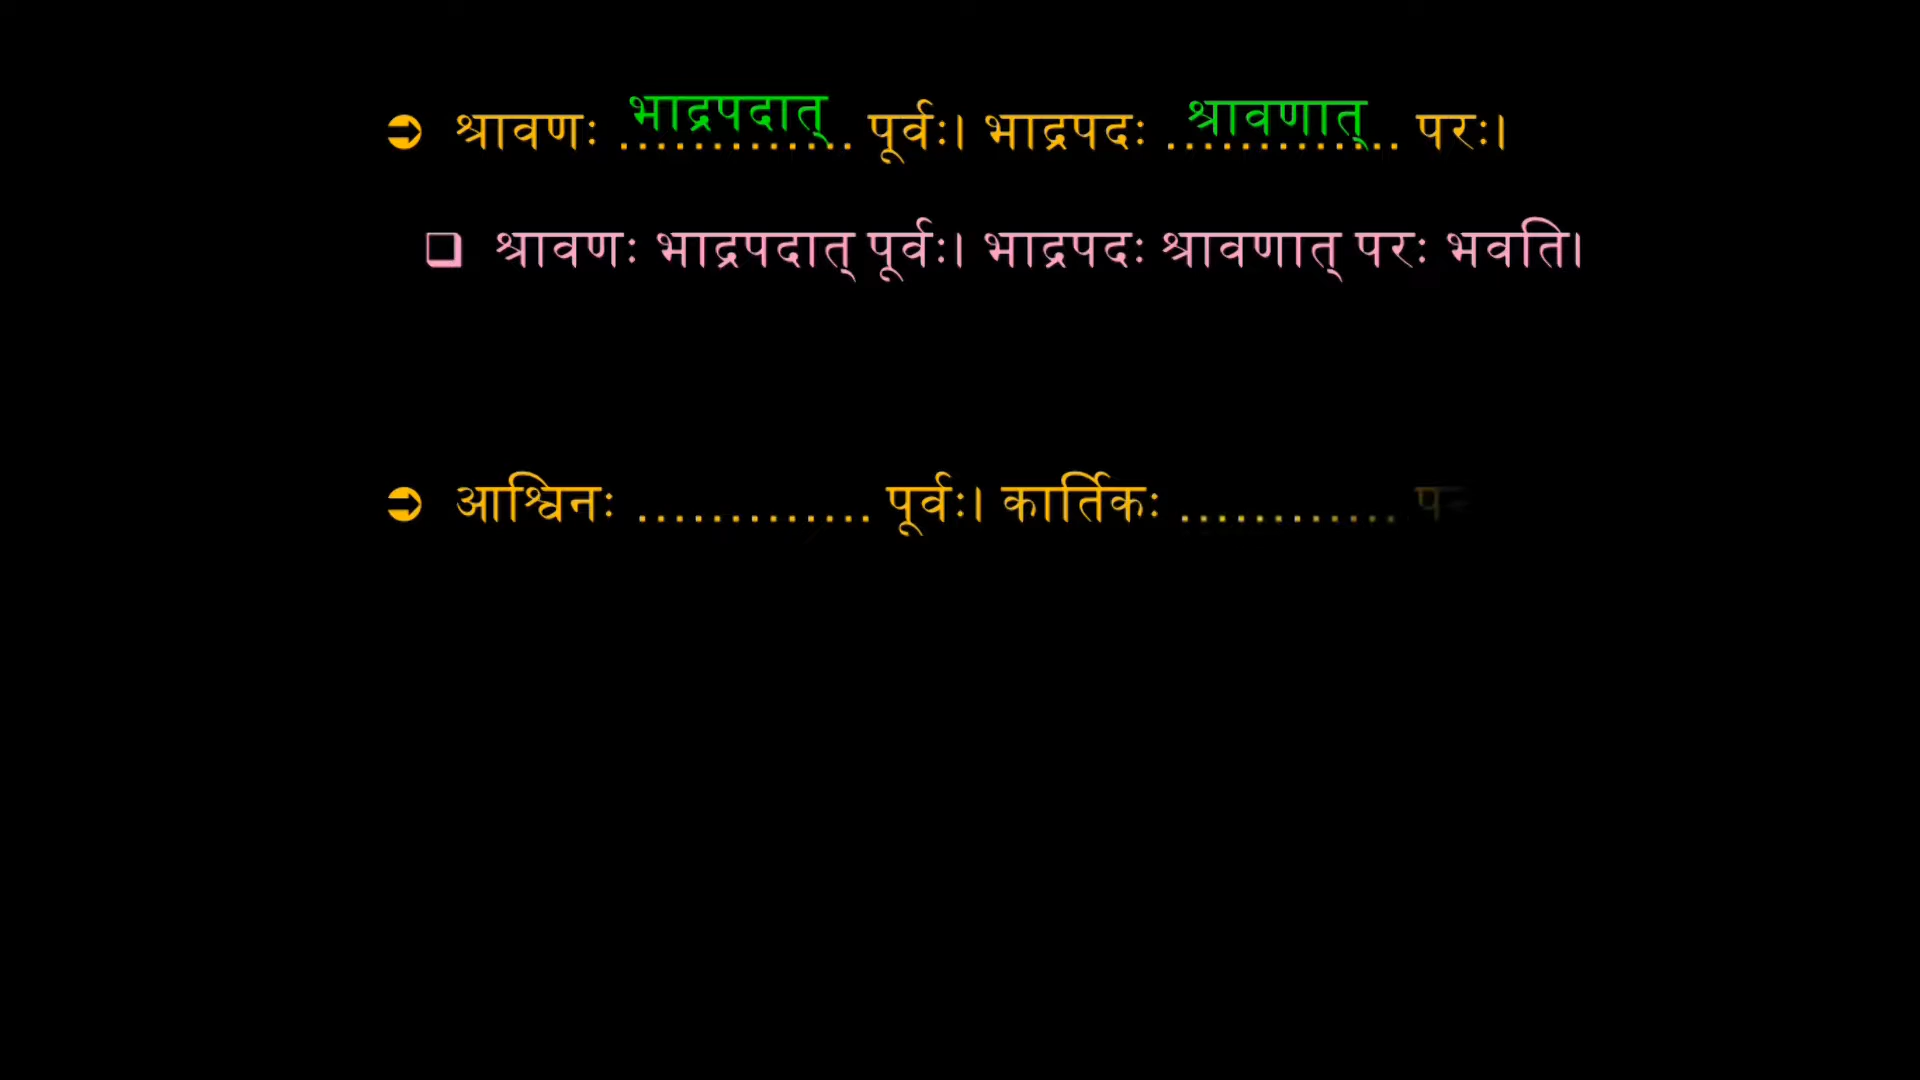 ➲ श्रावणः भाद्रपदात् पूर्वः। भाद्रपदः श्रावणात् परः।
❑ श्रावणः भाद्रपदात् पूर्वः। भाद्रपदः श्रावणात् परः भवति।
➲ आश्विनः ............. पूर्वः। कार्तिकः ............